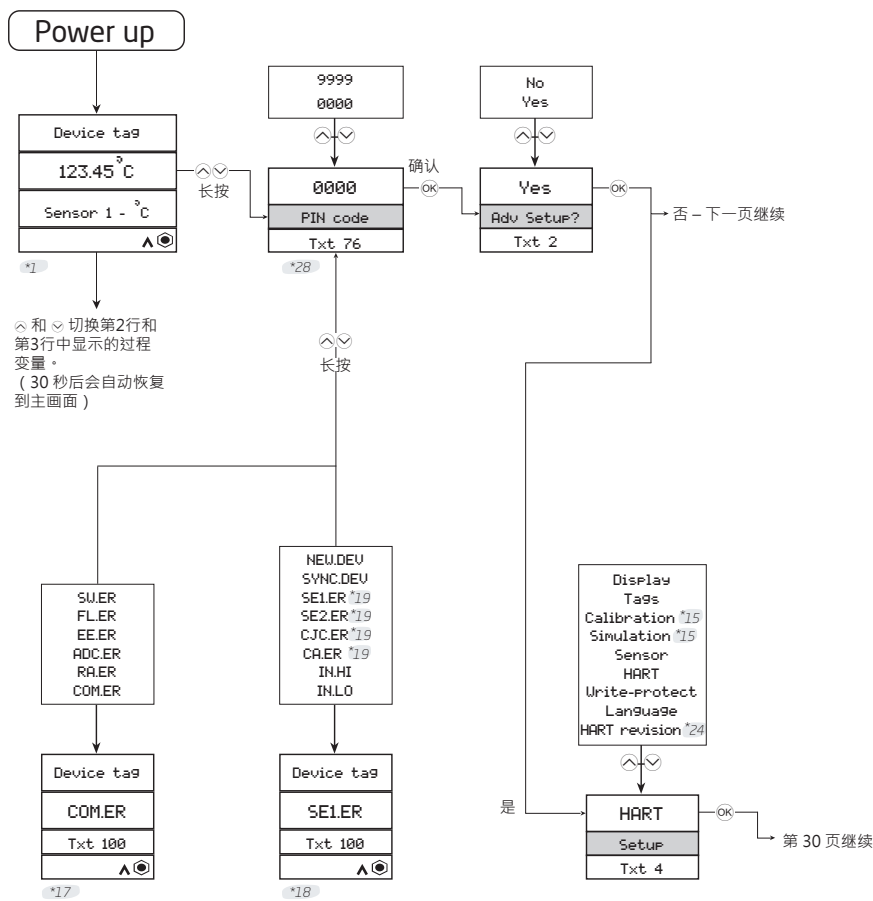 Power up
Device tag
123.45 °C
Sensor 1 - °C
*1
长按
9999
0000
0000
PIN code
Txt 76
*28
确认
OK
No
Yes
Yes
Adv Setup?
Txt 2
OK
否 – 下一页继续
和 切换第2行和
第3行中显示的过程
变量。
( 30 秒后会自动恢复
到主画面 )
长按
SW.ER
FL.ER
EE.ER
ADC.ER
RA.ER
COM.ER
Device tag
COM.ER
Txt 100
*17
NEW.DEV
SYNC.DEV
SE1.ER *19
SE2.ER *19
CJC.ER *19
CA.ER *19
IN.HI
IN.LO
Device tag
SE1.ER
Txt 100
*18
Display
Tags
Calibration *15
Simulation *15
Sensor
HART
Write-protect
Language
HART revision *24
是
HART
Setup
Txt 4
OK
第 30 页继续